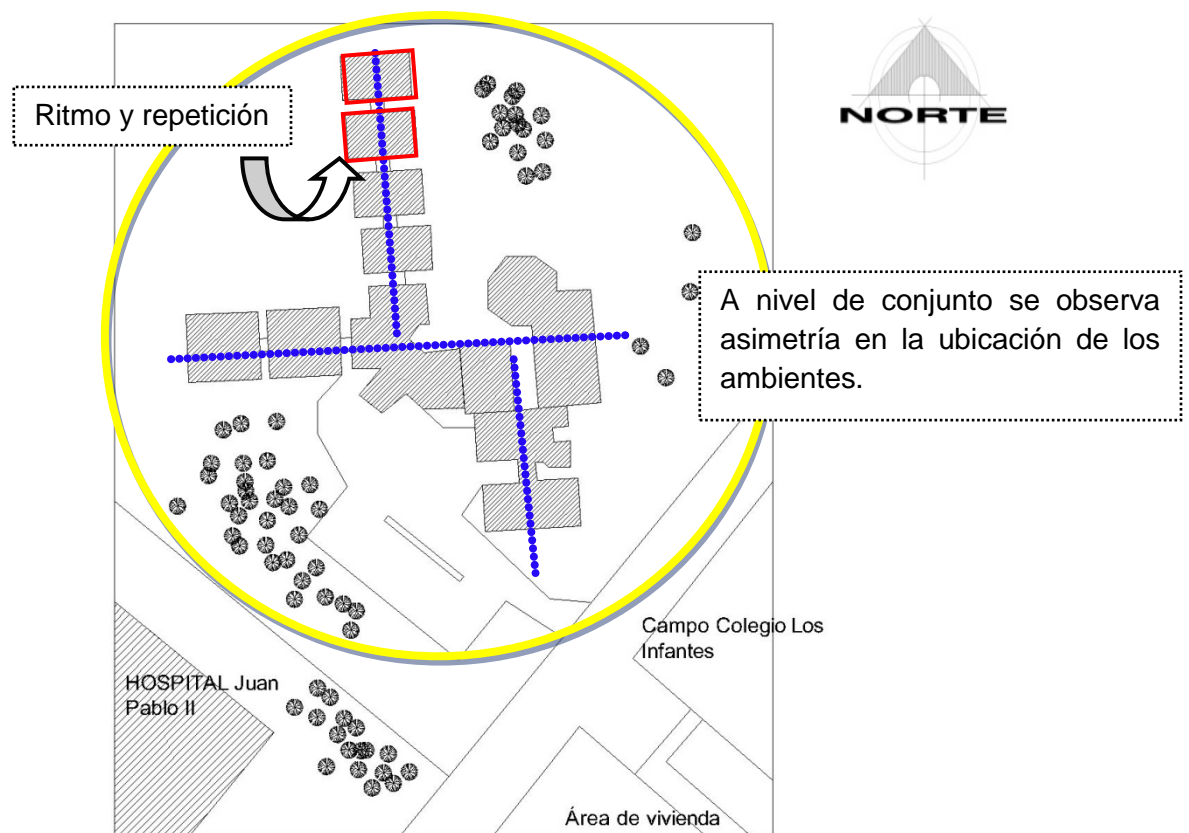 NORTE
Ritmo y repetición
A nivel de conjunto se observa
asimetría en la ubicación de los
ambientes.
Campo Colegio Los
Infantes
HOSPITAL Juan
Pablo II
Área de vivienda